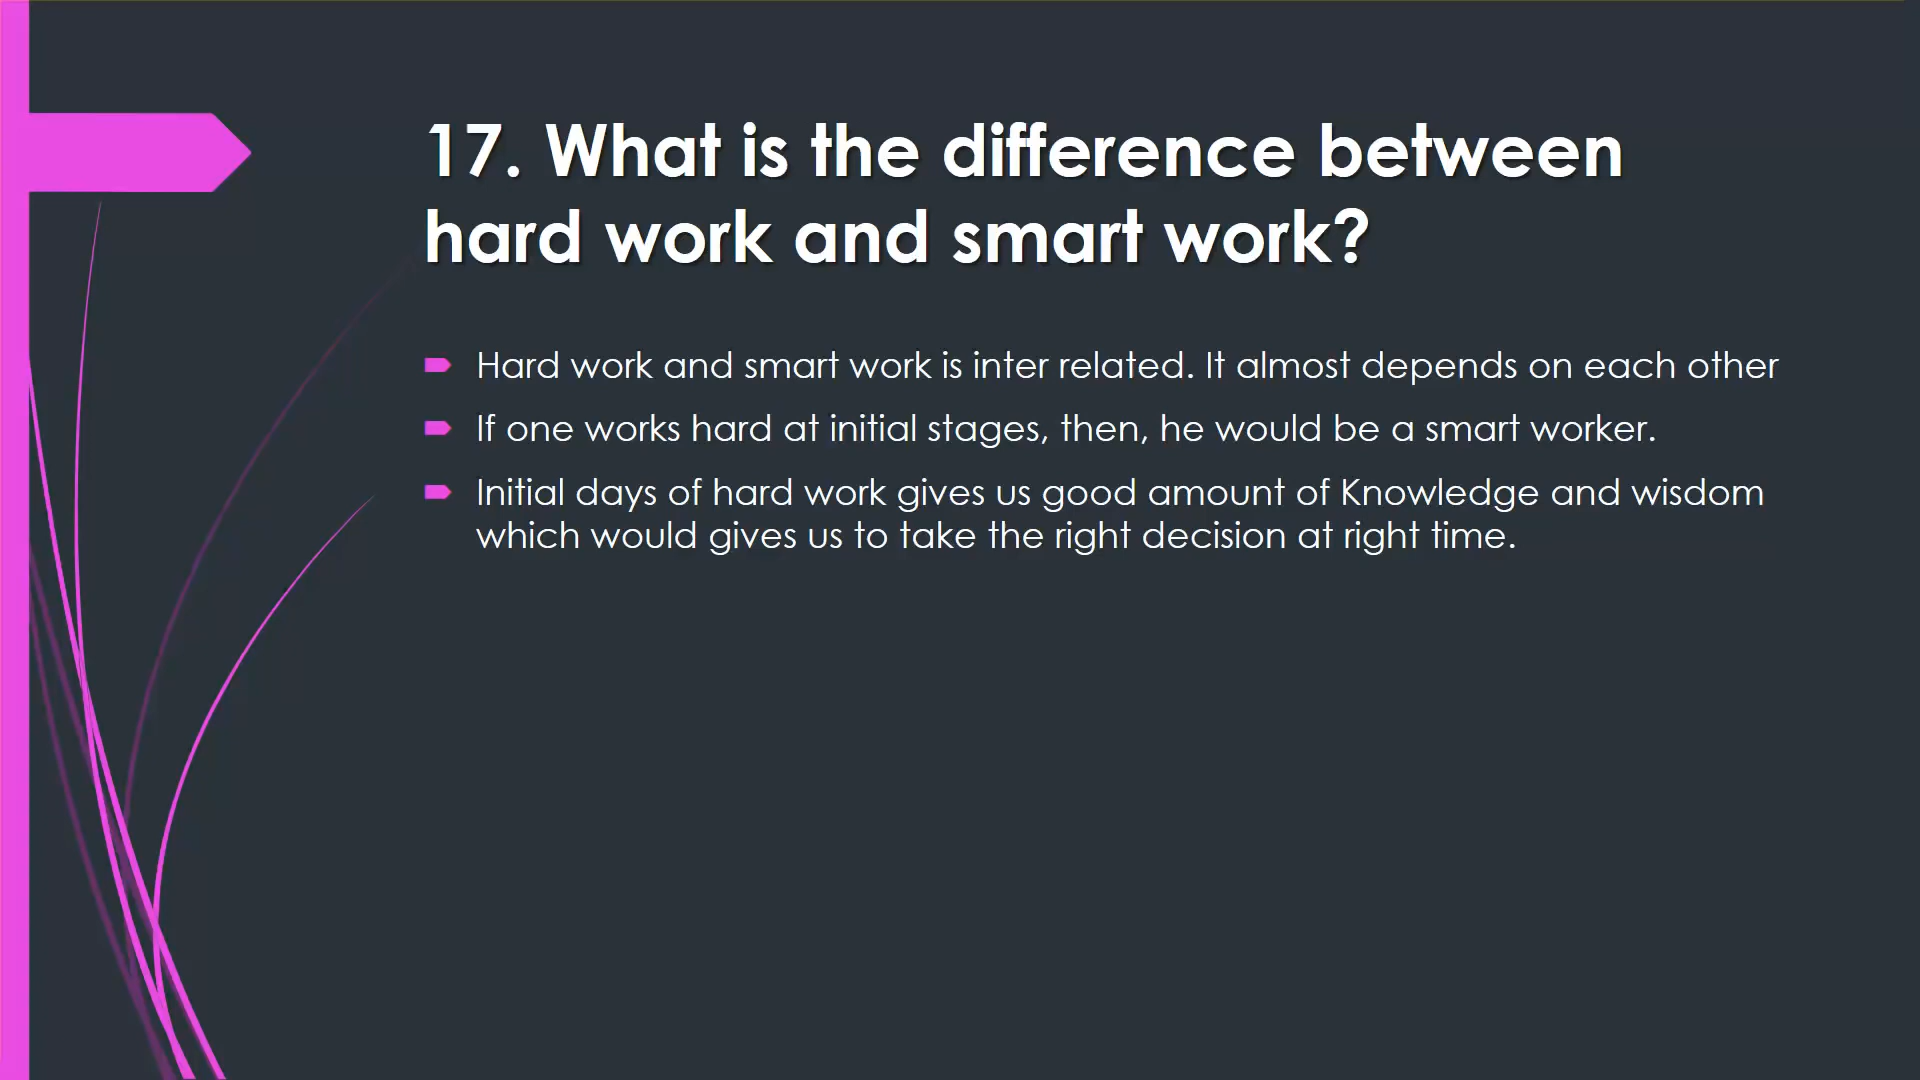 17. What is the difference between
hard work and smart work?
Hard work and smart work is inter related. It almost depends on each other
If one works hard at initial stages, then, he would be a smart worker.
Initial days of hard work gives us good amount of Knowledge and wisdom
which would gives us to take the right decision at right time.